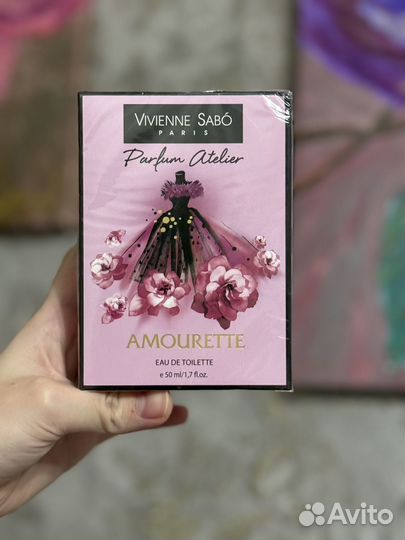 VIVIENNE SABÓ
PARIS
Parfum Atelier
AMOURETTE
EAU DE TOILETTE
e 50 ml/1,7 fl.oz.
Avito